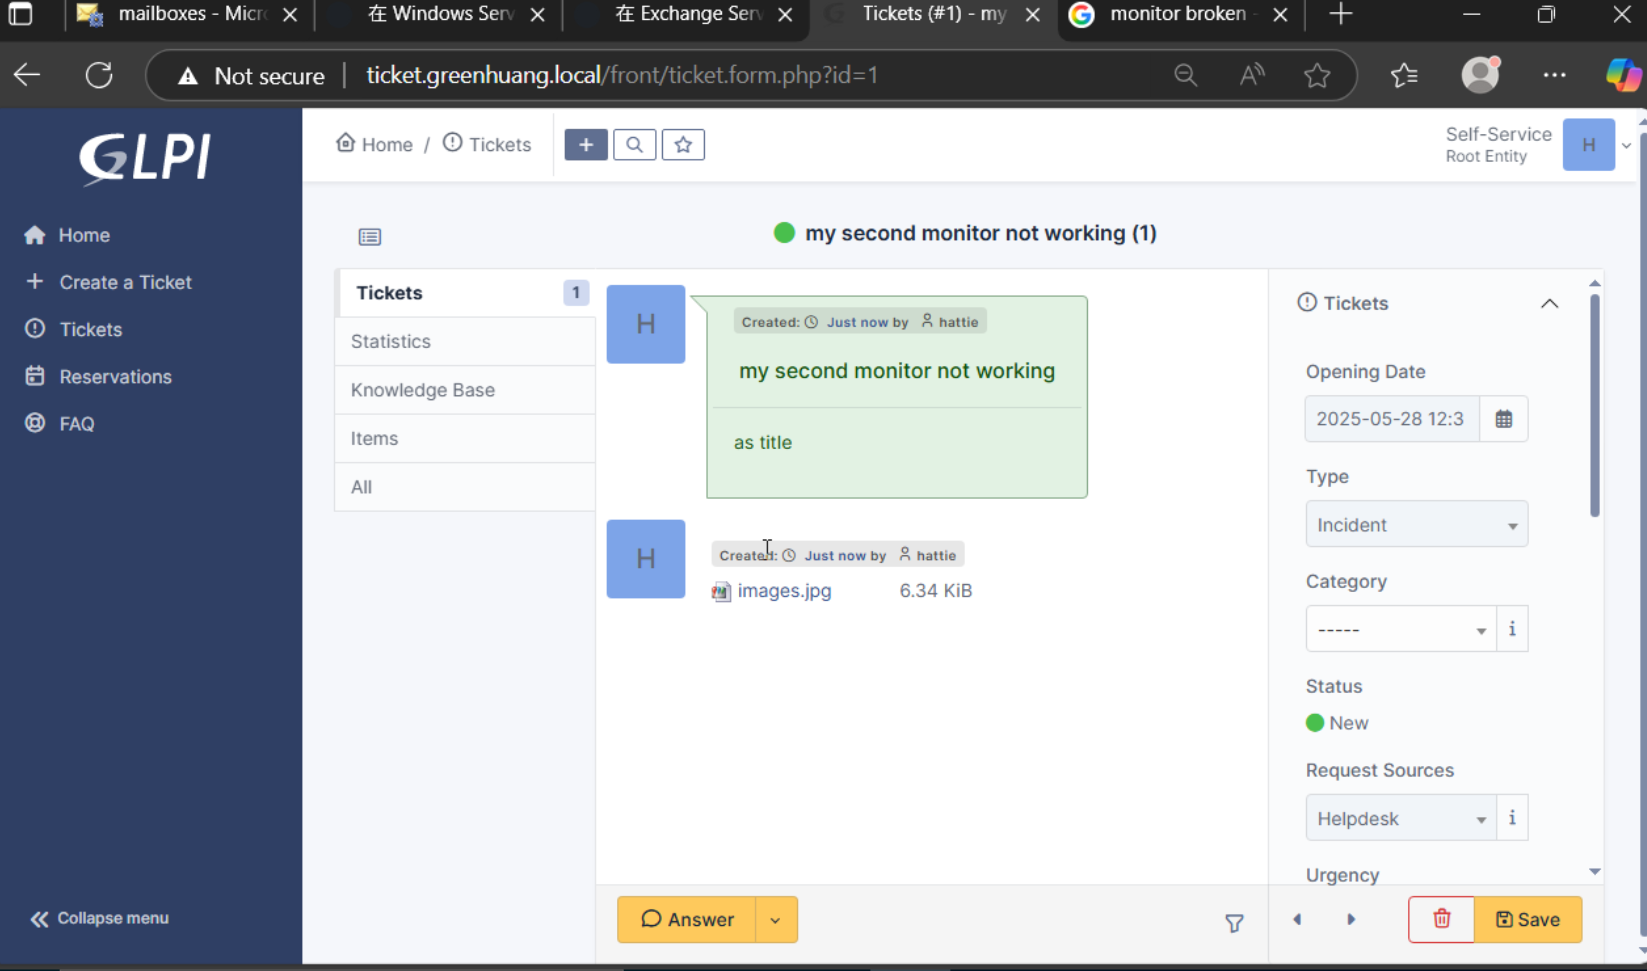 mailboxes - Micr
在 Windows Serv
在 Exchange Serv
Tickets (#1) - my
monitor broken -
Not secure
ticket.greenhuang.local/front/ticket.form.php?id=1
GLPI
Home / Tickets
Self-Service
Root Entity
H
Home
Create a Ticket
Tickets
Reservations
FAQ
Collapse menu
my second monitor not working (1)
Tickets 1
Statistics
Knowledge Base
Items
All
H
Created: Just now by hattie
my second monitor not working
as title
H
Created: Just now by hattie
images.jpg 6.34 KiB
Answer
Tickets
Opening Date
2025-05-28 12:3
Type
Incident
Category
-----
Status
New
Request Sources
Helpdesk
Urgency
Save